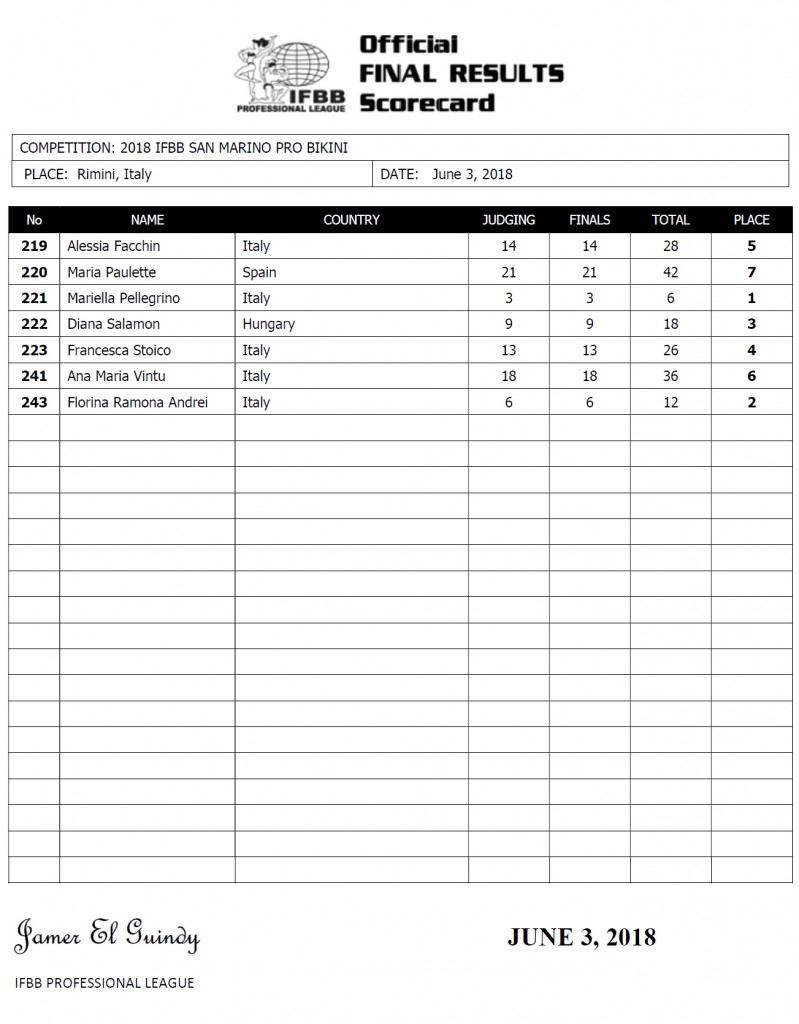 Official
FINAL RESULTS
Scorecard
IFBB
PROFESSIONAL LEAGUE
COMPETITION: 2018 IFBB SAN MARINO PRO BIKINI
PLACE: Rimini, Italy DATE: June 3, 2018
No NAME COUNTRY JUDGING FINALS TOTAL PLACE
219 Alessia Facchin Italy 14 14 28 5
220 Maria Paulette Spain 21 21 42 7
221 Mariella Pellegrino Italy 3 3 6 1
222 Diana Salamon Hungary 9 9 18 3
223 Francesca Stoico Italy 13 13 26 4
241 Ana Maria Vintu Italy 18 18 36 6
243 Florina Ramona Andrei Italy 6 6 12 2
Jamer El Guindy JUNE 3, 2018
IFBB PROFESSIONAL LEAGUE